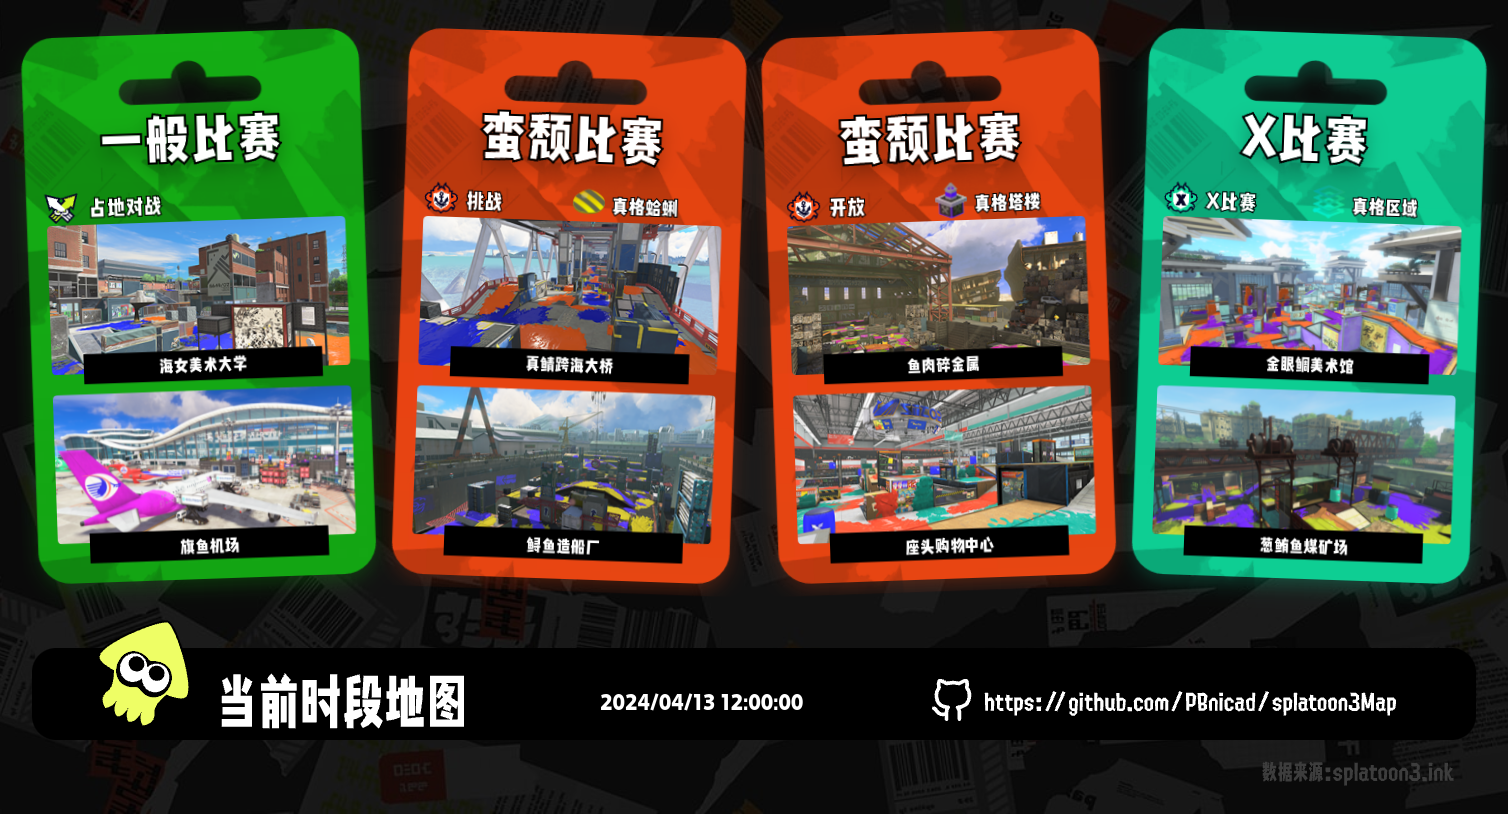 一般比赛
占地对战
海女美术大学
旗鱼机场
蛮颓比赛
挑战 真格蛤蜊
真鲭跨海大桥
鲟鱼造船厂
蛮颓比赛
开放 真格塔楼
鱼肉碎金属
座头购物中心
X比赛
X比赛 真格区域
金眼鲷美术馆
葱鲔鱼煤矿场
当前时段地图
2024/04/13 12:00:00
https://github.com/PBnicad/splatoon3Map
数据来源:splatoon3.ink